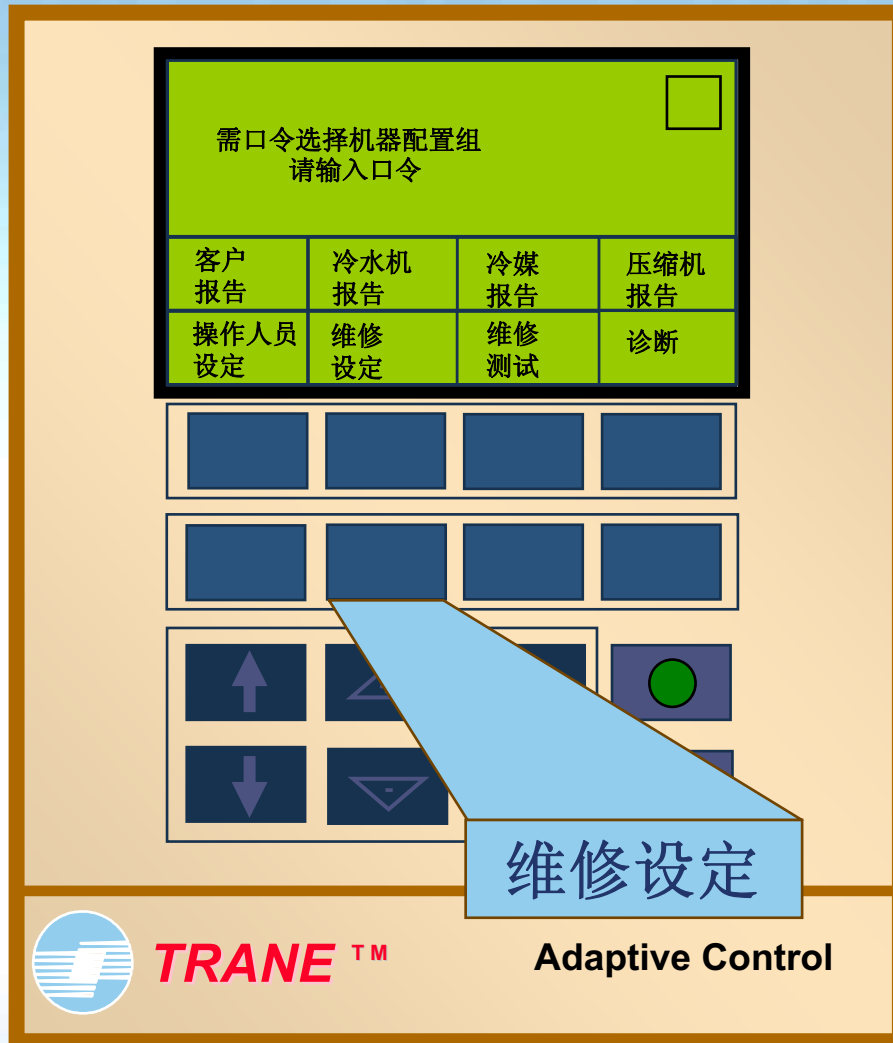 需口令选择机器配置组
请输入口令
客户
报告
冷水机
报告
冷媒
报告
压缩机
报告
操作人员
设定
维修
设定
维修
测试
诊断
维修设定
TRANE TM
Adaptive Control